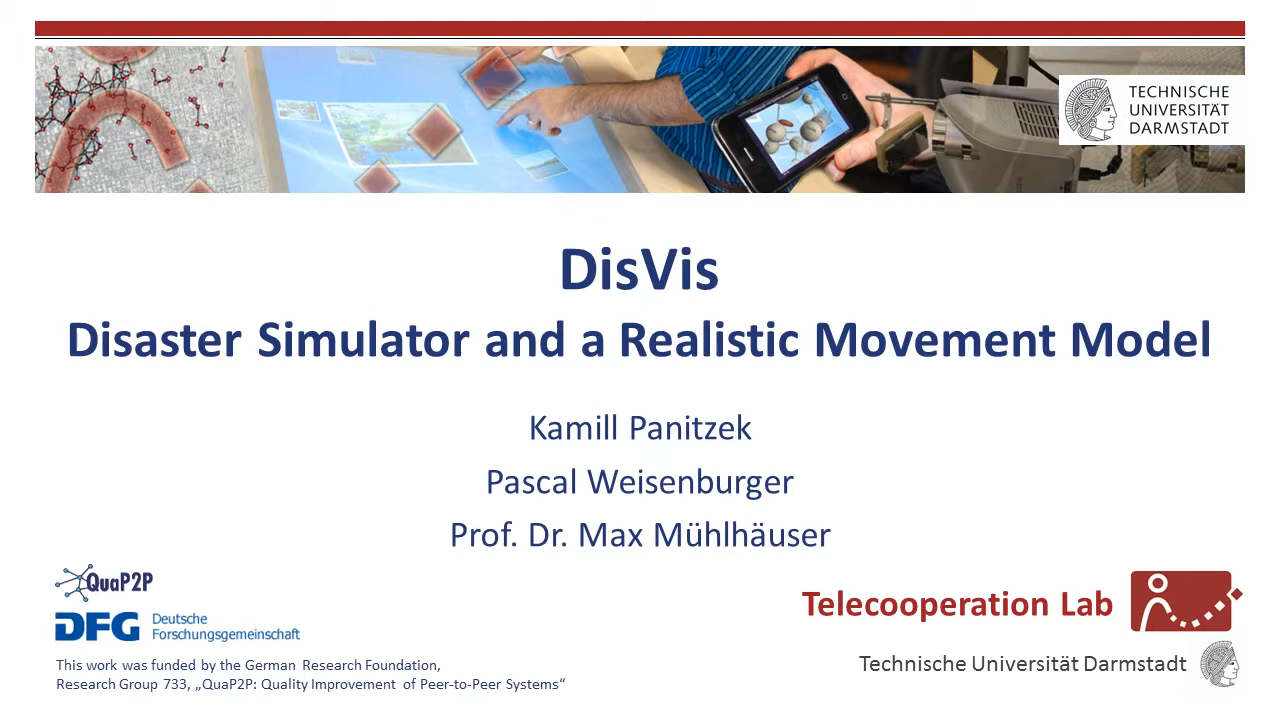 TECHNISCHE
UNIVERSITÄT
DARMSTADT
DisVis
Disaster Simulator and a Realistic Movement Model
Kamill Panitzek
Pascal Weisenburger
Prof. Dr. Max Mühlhäuser
QuaP2P
DFG Deutsche
Forschungsgemeinschaft
This work was funded by the German Research Foundation,
Research Group 733, „QuaP2P: Quality Improvement of Peer-to-Peer Systems“
Telecooperation Lab
Technische Universität Darmstadt